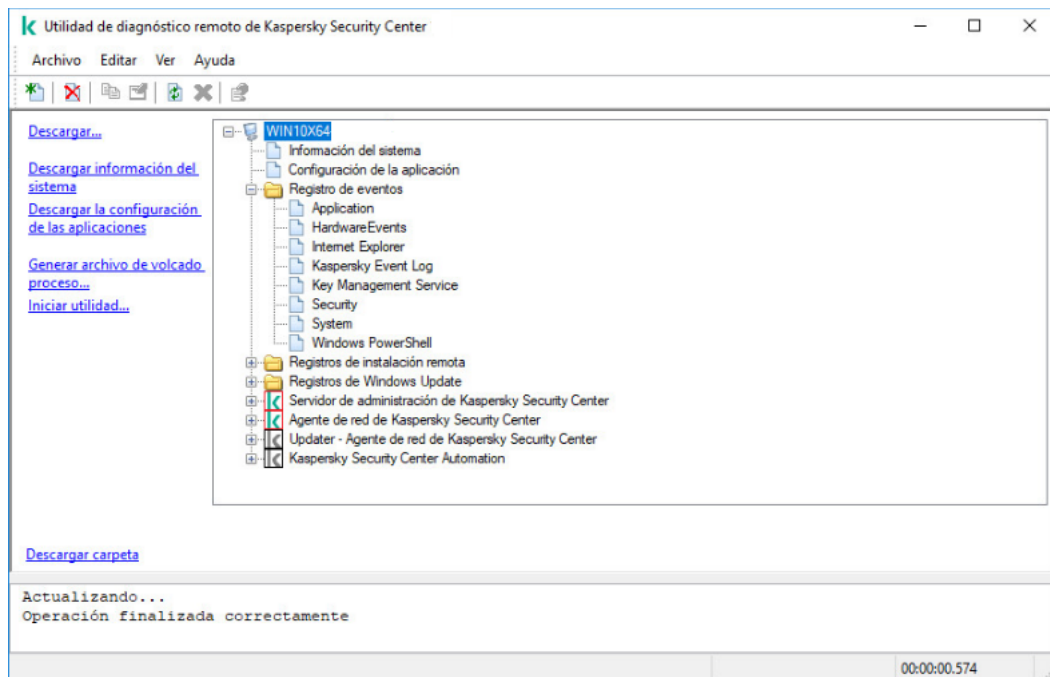 Utilidad de diagnóstico remoto de Kaspersky Security Center
Archivo Editar Ver Ayuda
Descargar...
Descargar información del
sistema
Descargar la configuración
de las aplicaciones
Generar archivo de volcado
proceso...
Iniciar utilidad...
WIN10X64
Información del sistema
Configuración de la aplicación
Registro de eventos
Application
HardwareEvents
Internet Explorer
Kaspersky Event Log
Key Management Service
Security
System
Windows PowerShell
Registros de instalación remota
Registros de Windows Update
Servidor de administración de Kaspersky Security Center
Agente de red de Kaspersky Security Center
Updater - Agente de red de Kaspersky Security Center
Kaspersky Security Center Automation
Descargar carpeta
Actualizando...
Operación finalizada correctamente
00:00:00.574